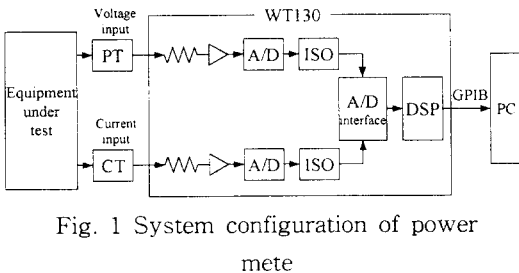 Voltage
input
WT130
PT
A/D
ISO
Equipment
under
test
A/D
interface
DSP
GPIB
PC
Current
input
CT
A/D
ISO
Fig. 1 System configuration of power
mete